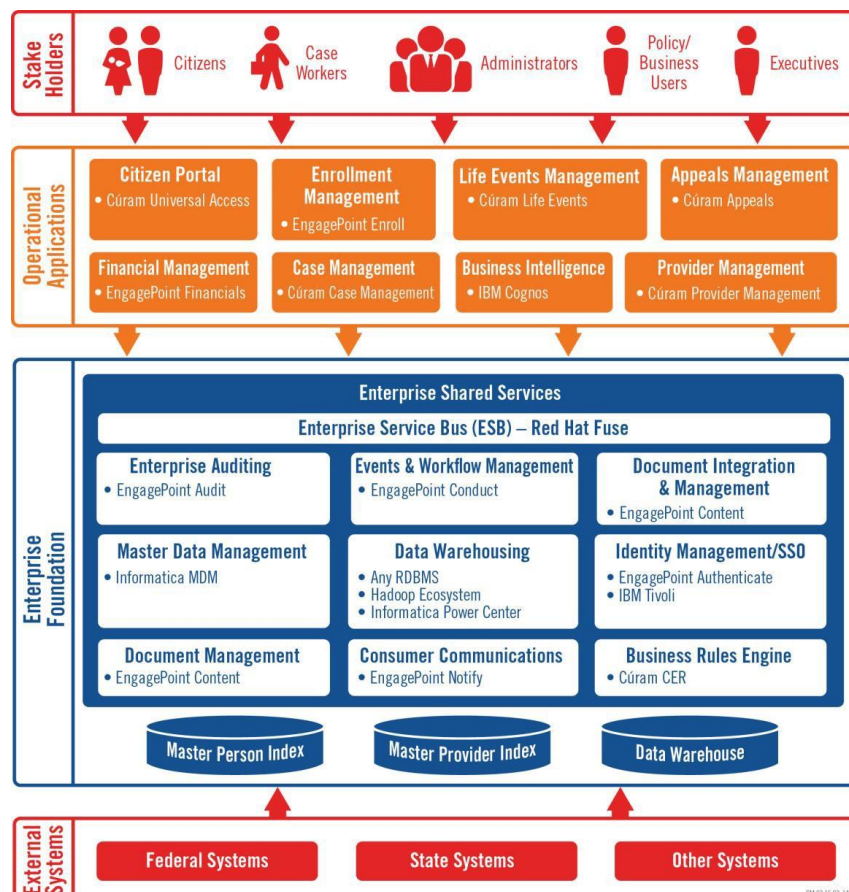 Stake
Holders
Citizens
Case
Workers
Administrators
Policy/
Business
Users
Executives
Operational
Applications
Citizen Portal
• Cúram Universal Access
Enrollment
Management
• EngagePoint Enroll
Life Events Management
• Cúram Life Events
Appeals Management
• Cúram Appeals
Financial Management
• EngagePoint Financials
Case Management
• Cúram Case Management
Business Intelligence
• IBM Cognos
Provider Management
• Cúram Provider Management
Enterprise
Foundation
Enterprise Shared Services
Enterprise Service Bus (ESB) – Red Hat Fuse
Enterprise Auditing
• EngagePoint Audit
Events & Workflow Management
• EngagePoint Conduct
Document Integration
& Management
• EngagePoint Content
Master Data Management
• Informatica MDM
Data Warehousing
• Any RDBMS
• Hadoop Ecosystem
• Informatica Power Center
Identity Management/SSO
• EngagePoint Authenticate
• IBM Tivoli
Document Management
• EngagePoint Content
Consumer Communications
• EngagePoint Notify
Business Rules Engine
• Cúram CER
Master Person Index
Master Provider Index
Data Warehouse
External
Systems
Federal Systems
State Systems
Other Systems